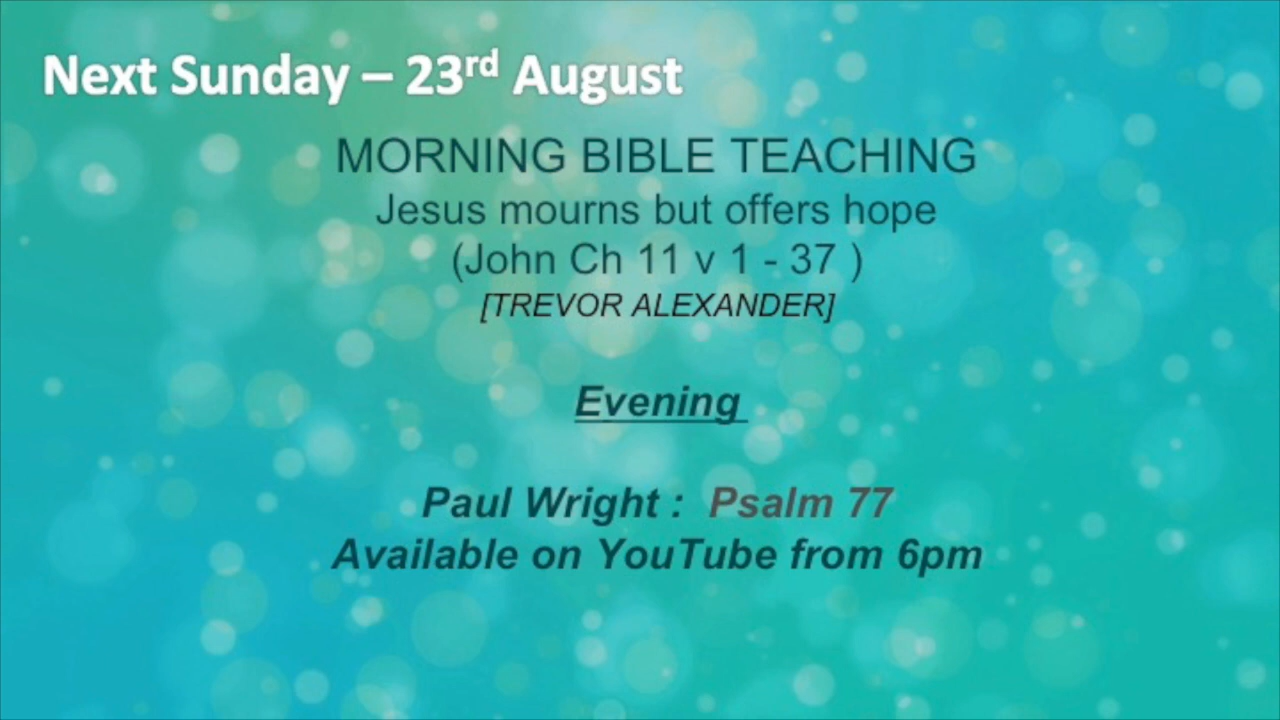 Next Sunday – 23rd August
MORNING BIBLE TEACHING
Jesus mourns but offers hope
(John Ch 11 v 1 - 37 )
[TREVOR ALEXANDER]
Evening
Paul Wright :  Psalm 77
Available on YouTube from 6pm